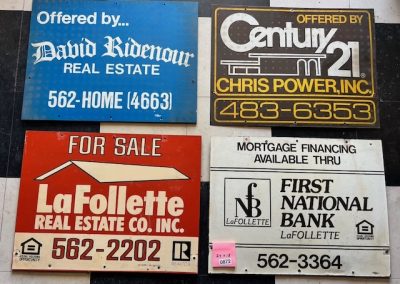 Offered by...
David Ridenour
REAL ESTATE
562-HOME (4663)
OFFERED BY
Century 21
CHRIS POWER, INC.
483-6353
FOR SALE
LaFollette
REAL ESTATE CO. INC.
562-2202
R
MORTGAGE FINANCING
AVAILABLE THRU
fNB
LaFOLLETTE
FIRST
NATIONAL
BANK
LaFOLLETTE
562-3364